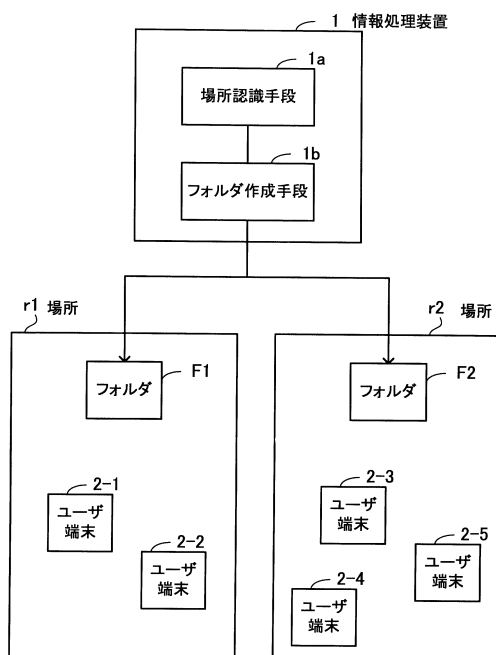 1 情報処理装置
1a
場所認識手段
1b
フォルダ作成手段
r1 場所
r2 場所
フォルダ
F1
フォルダ
F2
2-1
ユーザ
端末
2-2
ユーザ
端末
2-3
ユーザ
端末
2-5
ユーザ
端末
2-4
ユーザ
端末